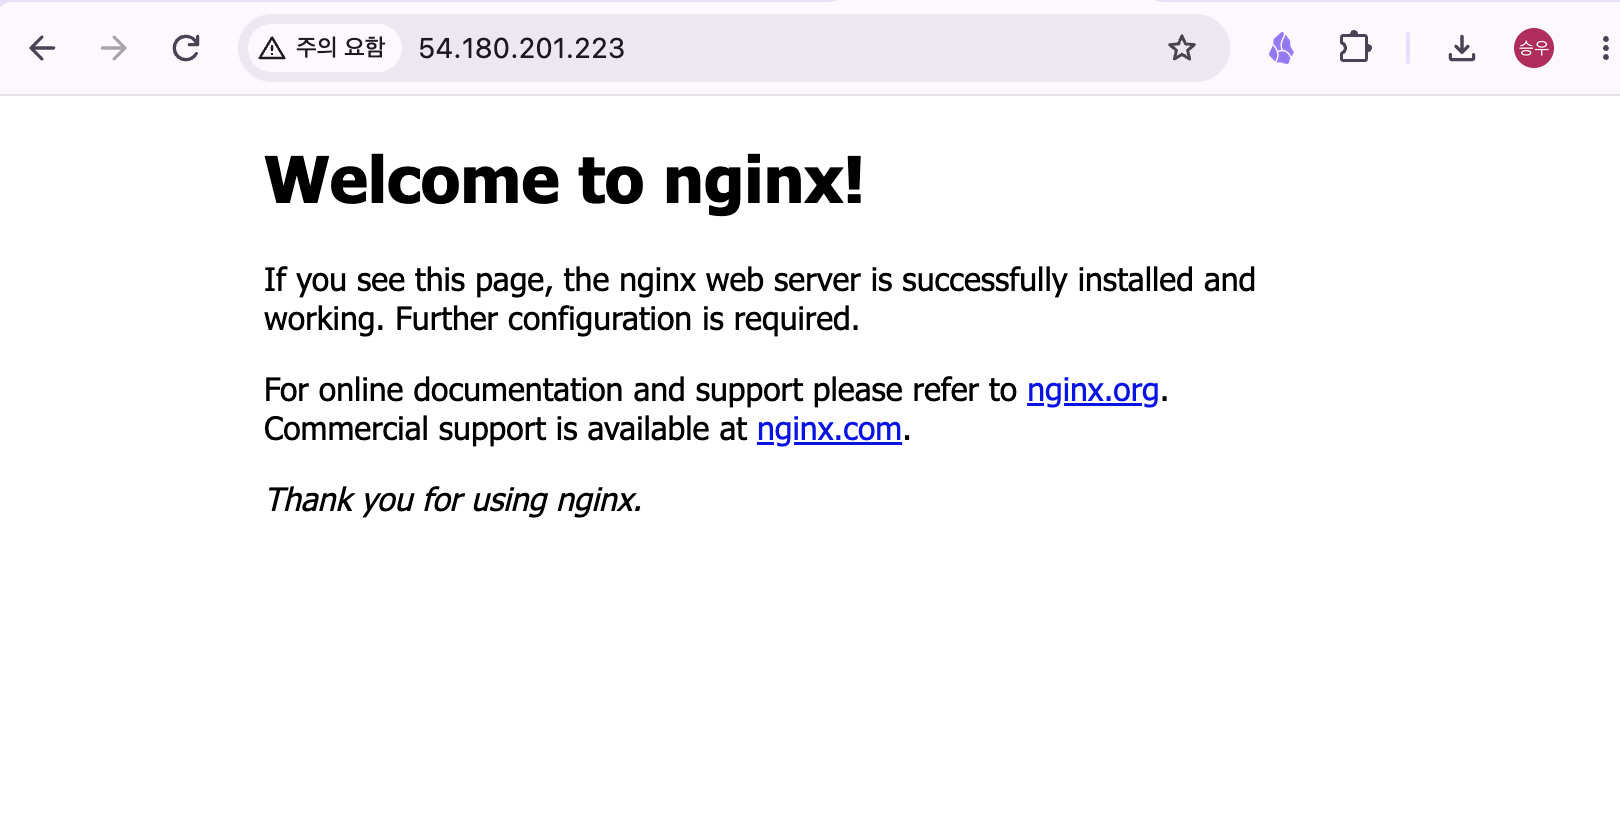 주의 요함 54.180.201.223
승우
Welcome to nginx!
If you see this page, the nginx web server is successfully installed and
working. Further configuration is required.
For online documentation and support please refer to nginx.org.
Commercial support is available at nginx.com.
Thank you for using nginx.